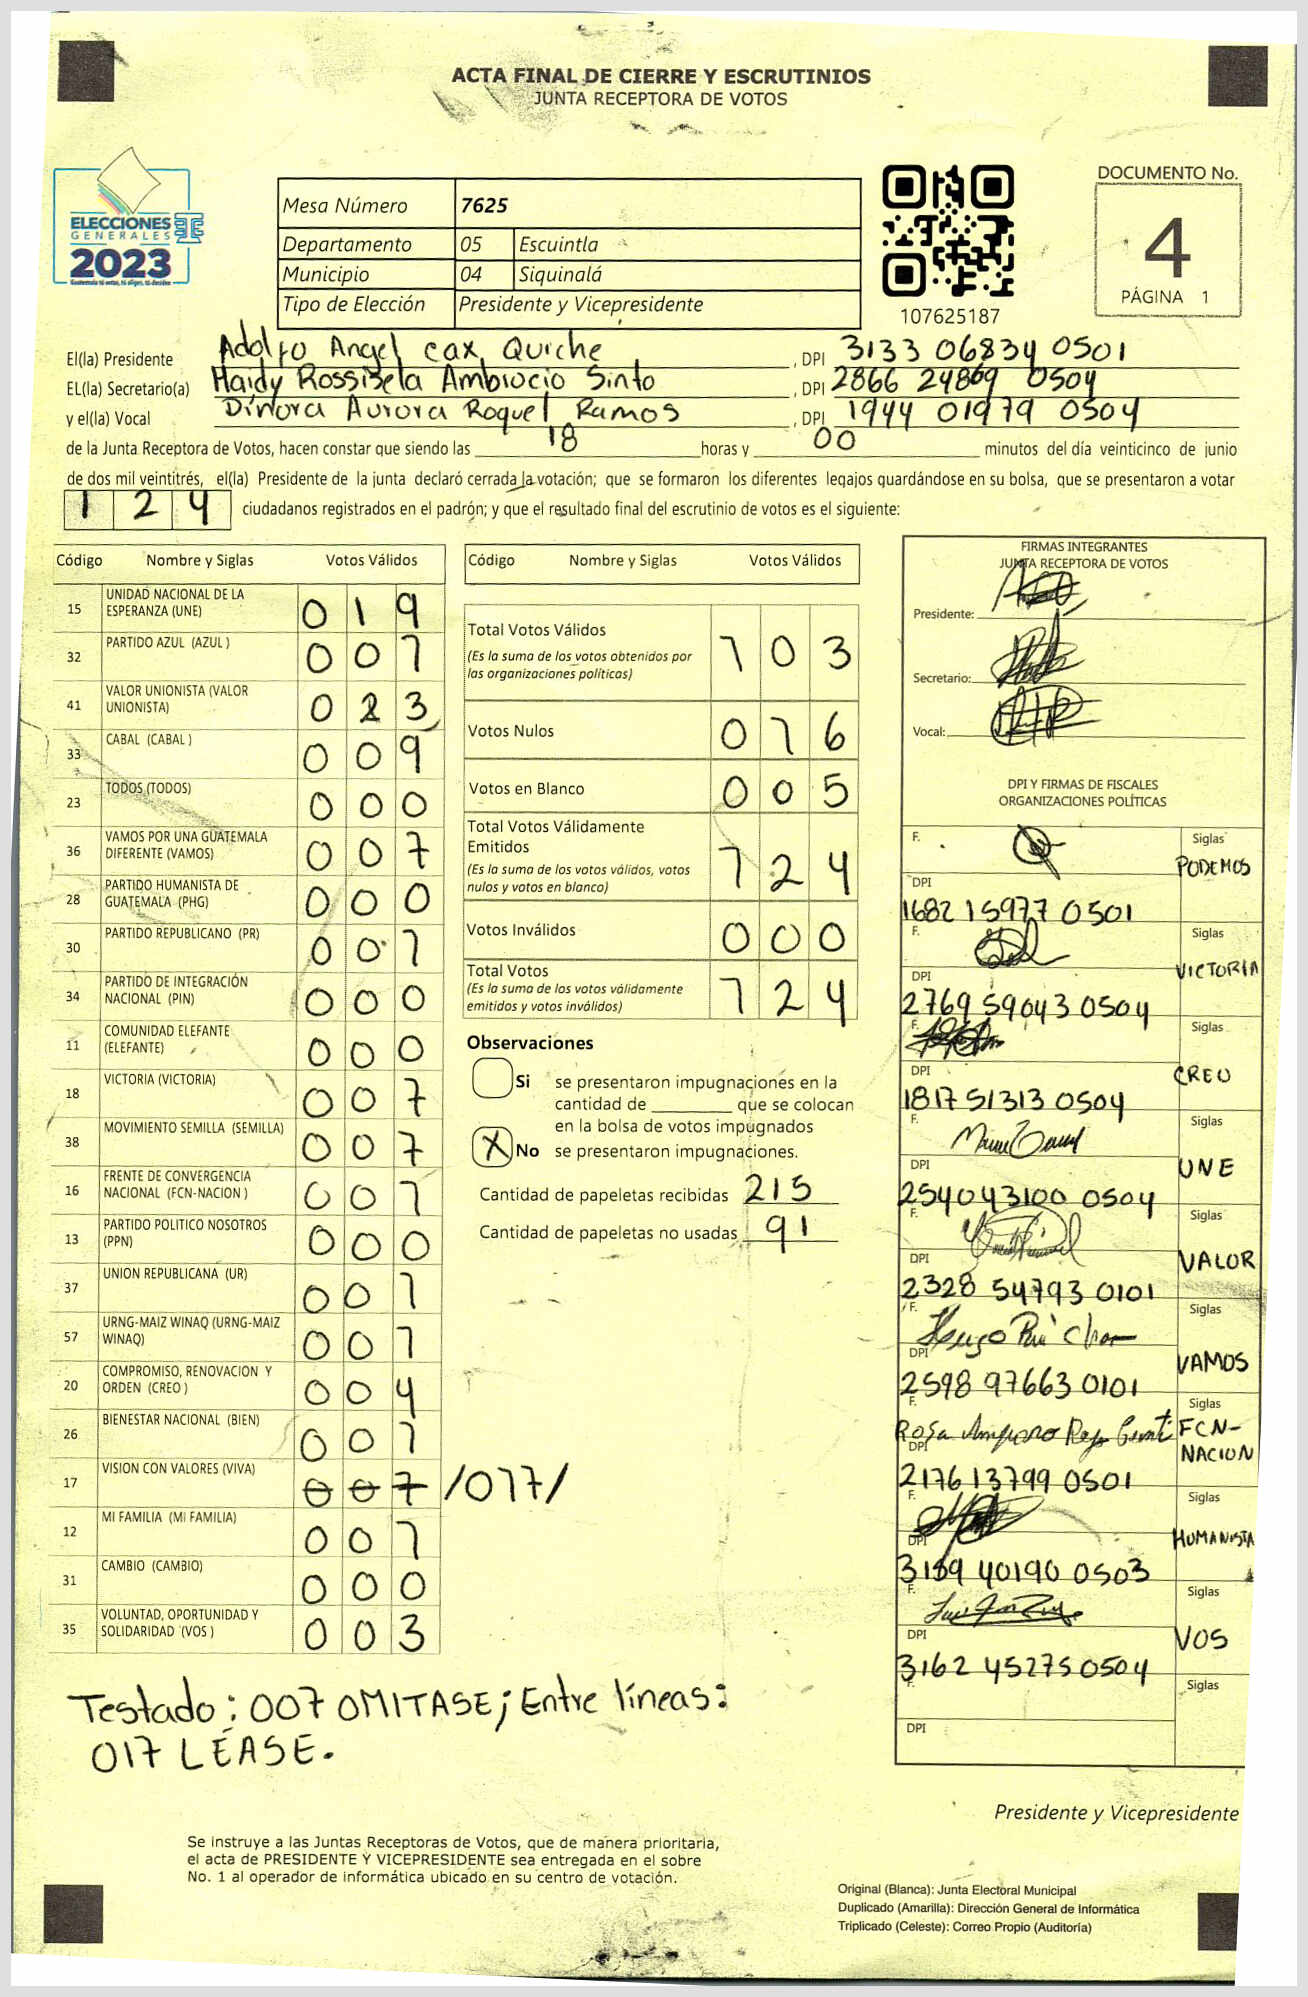 ACTA FINAL DE CIERRE Y ESCRUTINIOS
JUNTA RECEPTORA DE VOTOS
ELECCIONES
GENERALES
2023
Mesa Número 7625
Departamento 05 Escuintla
Municipio 04 Siquinalá
Tipo de Elección Presidente y Vicepresidente
107625187
DOCUMENTO No.
4
PÁGINA 1
El(la) Presidente Adolfo Angel cax Quiche, DPI 3133 06834 0501
EL(la) Secretario(a) Haidy Rossibela Ambrocio Sinto, DPI 2866 24869 0504
y el(la) Vocal Dinora Aurora Roquel Ramos, DPI 1944 01979 0504
de la Junta Receptora de Votos, hacen constar que siendo las 18 horas y 00 minutos del día veinticinco de junio
de dos mil veintitrés, el(la) Presidente de la junta declaró cerrada la votación; que se formaron los diferentes legajos guardándose en su bolsa, que se presentaron a votar
1 2 4 ciudadanos registrados en el padrón; y que el resultado final del escrutinio de votos es el siguiente:
Código Nombre y Siglas Votos Válidos
15 UNIDAD NACIONAL DE LA ESPERANZA (UNE) 0 1 9
32 PARTIDO AZUL (AZUL ) 0 0 1
41 VALOR UNIONISTA (VALOR UNIONISTA) 0 2 3
33 CABAL (CABAL ) 0 0 9
23 TODOS (TODOS) 0 0 0
36 VAMOS POR UNA GUATEMALA DIFERENTE (VAMOS) 0 0 7
28 PARTIDO HUMANISTA DE GUATEMALA (PHG) 0 0 0
30 PARTIDO REPUBLICANO (PR) 0 0 1
34 PARTIDO DE INTEGRACIÓN NACIONAL (PIN) 0 0 0
11 COMUNIDAD ELEFANTE (ELEFANTE) 0 0 0
18 VICTORIA (VICTORIA) 0 0 7
38 MOVIMIENTO SEMILLA (SEMILLA) 0 0 7
16 FRENTE DE CONVERGENCIA NACIONAL (FCN-NACION ) 0 0 1
13 PARTIDO POLITICO NOSOTROS (PPN) 0 0 0
37 UNION REPUBLICANA (UR) 0 0 1
57 URNG-MAIZ WINAQ (URNG-MAIZ WINAQ) 0 0 1
20 COMPROMISO, RENOVACION Y ORDEN (CREO ) 0 0 4
26 BIENESTAR NACIONAL (BIEN) 0 0 1
17 VISION CON VALORES (VIVA) 0 0 7 /017/
12 MI FAMILIA (MI FAMILIA) 0 0 1
31 CAMBIO (CAMBIO) 0 0 0
35 VOLUNTAD, OPORTUNIDAD Y SOLIDARIDAD (VOS ) 0 0 3
Testado: 007 OMITASE; Entre líneas:
017 LÉASE.
Código Nombre y Siglas Votos Válidos
Total Votos Válidos 1 0 3
(Es la suma de los votos obtenidos por
las organizaciones políticas)
Votos Nulos 0 1 6
Votos en Blanco 0 0 5
Total Votos Válidamente
Emitidos 1 2 4
(Es la suma de los votos válidos, votos
nulos y votos en blanco)
Votos Inválidos 0 0 0
Total Votos 1 2 4
(Es la suma de los votos válidamente
emitidos y votos inválidos)
Observaciones
Si se presentaron impugnaciones en la
cantidad de ________ que se colocan
en la bolsa de votos impugnados
X No se presentaron impugnaciones.
Cantidad de papeletas recibidas 215
Cantidad de papeletas no usadas 91
FIRMAS INTEGRANTES
JUNTA RECEPTORA DE VOTOS
Presidente:
Secretario:
Vocal:
DPI Y FIRMAS DE FISCALES
ORGANIZACIONES POLÍTICAS
F. Siglas PODEMOS
DPI 1682 15977 0501
F. Siglas VICTORIA
DPI 2769 59043 0504
F. Siglas CREO
DPI 1817 51313 0504
F. Siglas UNE
DPI 2540 43100 0504
F. Siglas VALOR
DPI 2328 54793 0101
F. Siglas VAMOS
DPI 2598 97663 0101
F. Rosa Amparo Siglas FCN-NACION
DPI 2176 13799 0501
F. Siglas HUMANISTA
DPI 3159 40190 0503
F. Siglas VOS
DPI 3162 45275 0504
F. Siglas
DPI
Presidente y Vicepresidente
Se instruye a las Juntas Receptoras de Votos, que de manera prioritaria,
el acta de PRESIDENTE Y VICEPRESIDENTE sea entregada en el sobre
No. 1 al operador de informática ubicado en su centro de votación.
Original (Blanca): Junta Electoral Municipal
Duplicado (Amarilla): Dirección General de Informática
Triplicado (Celeste): Correo Propio (Auditoría)